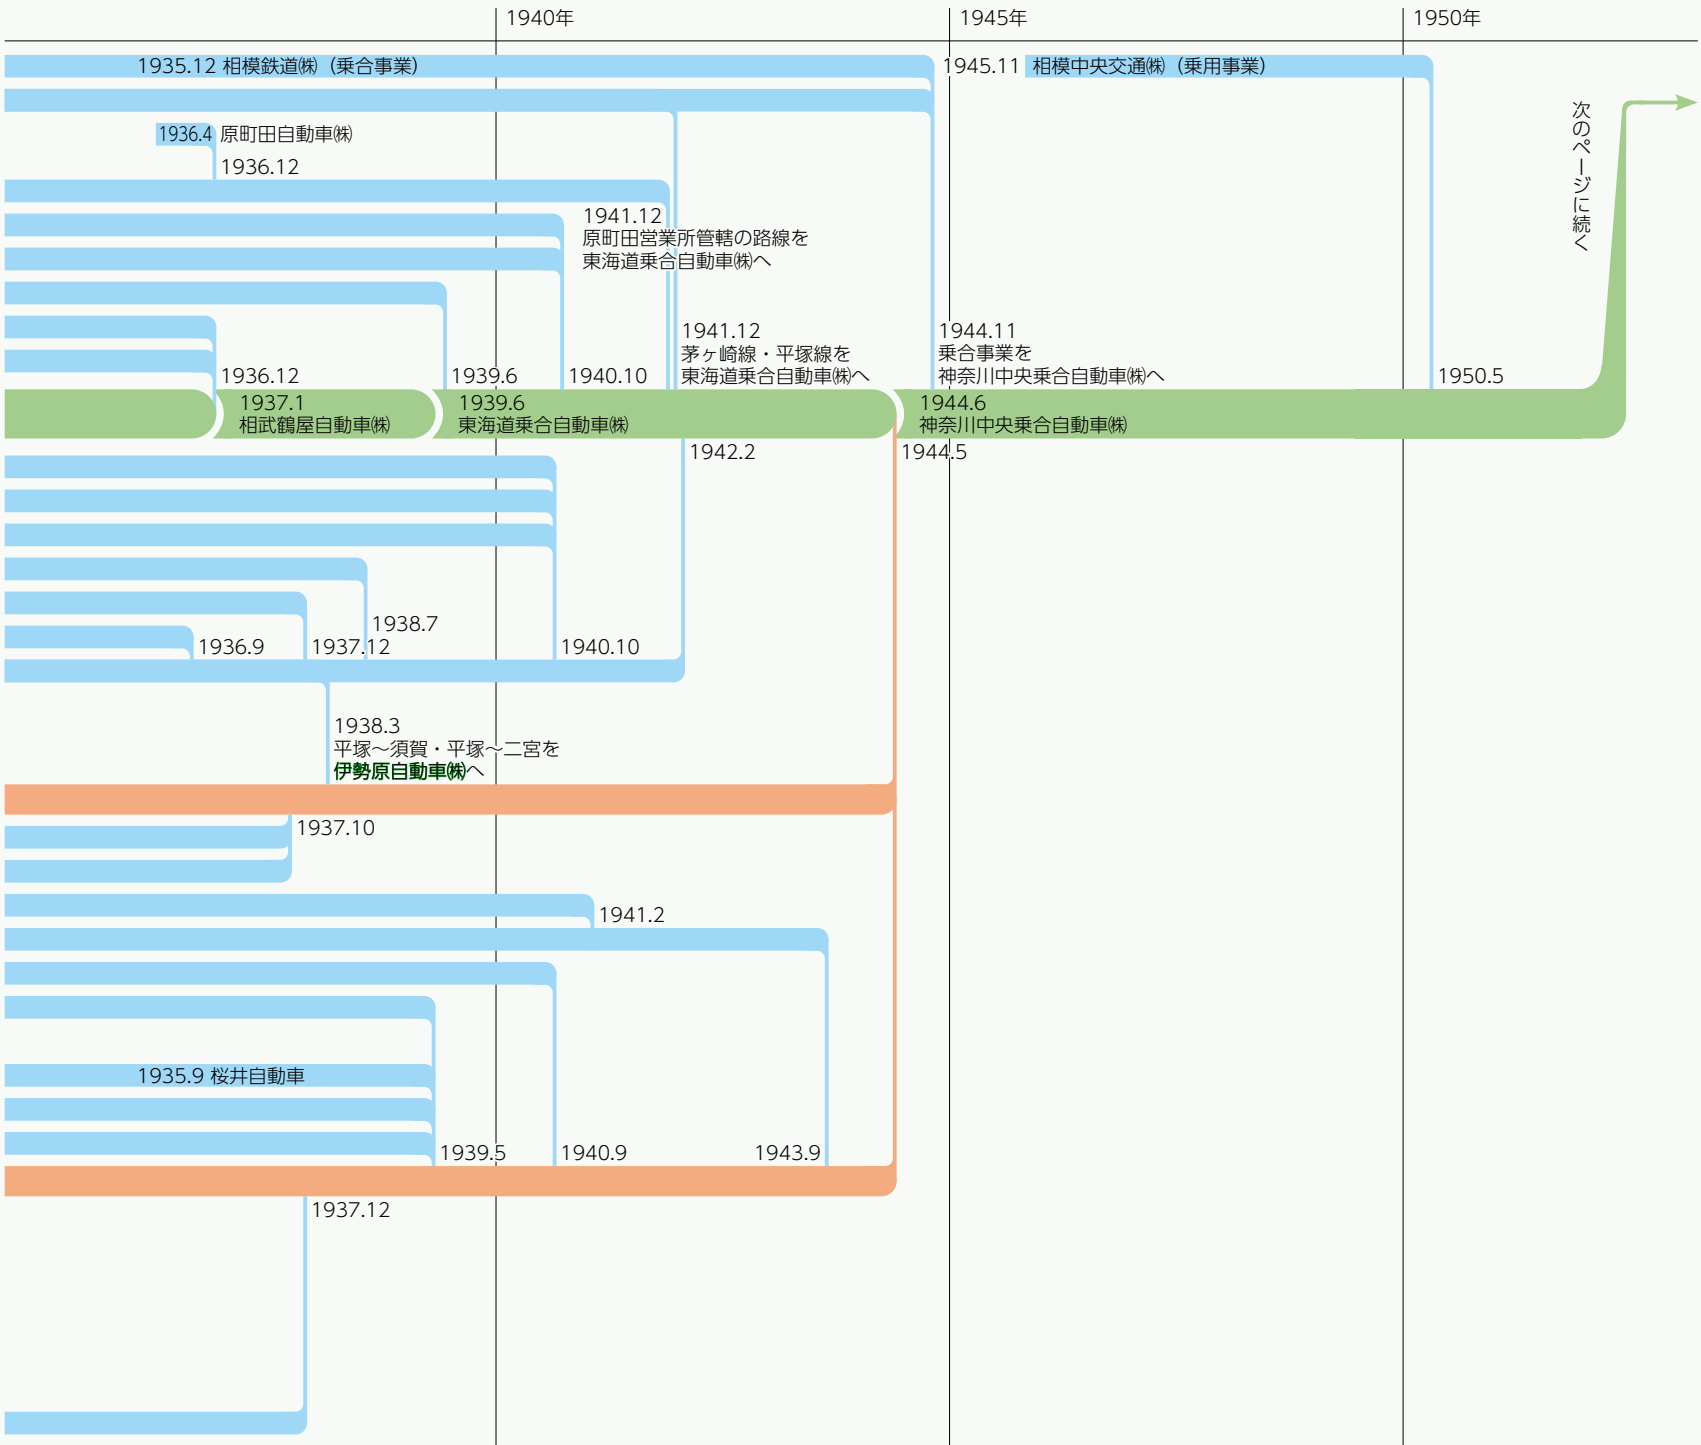 1940年
1945年
1950年
1935.12 相模鉄道㈱（乗合事業）
1945.11 相模中央交通㈱（乗用事業）
次のページに続く
1936.4 原町田自動車㈱
1936.12
1941.12
原町田営業所管轄の路線を
東海道乗合自動車㈱へ
1941.12
茅ヶ崎線・平塚線を
東海道乗合自動車㈱へ
1944.11
乗合事業を
神奈川中央乗合自動車㈱へ
1936.12
1939.6
1940.10
1950.5
1937.1
相武鶴屋自動車㈱
1939.6
東海道乗合自動車㈱
1944.6
神奈川中央乗合自動車㈱
1942.2
1944.5
1938.7
1936.9
1937.12
1940.10
1938.3
平塚～須賀・平塚～二宮を
伊勢原自動車㈱へ
1937.10
1941.2
1935.9 桜井自動車
1939.5
1940.9
1943.9
1937.12